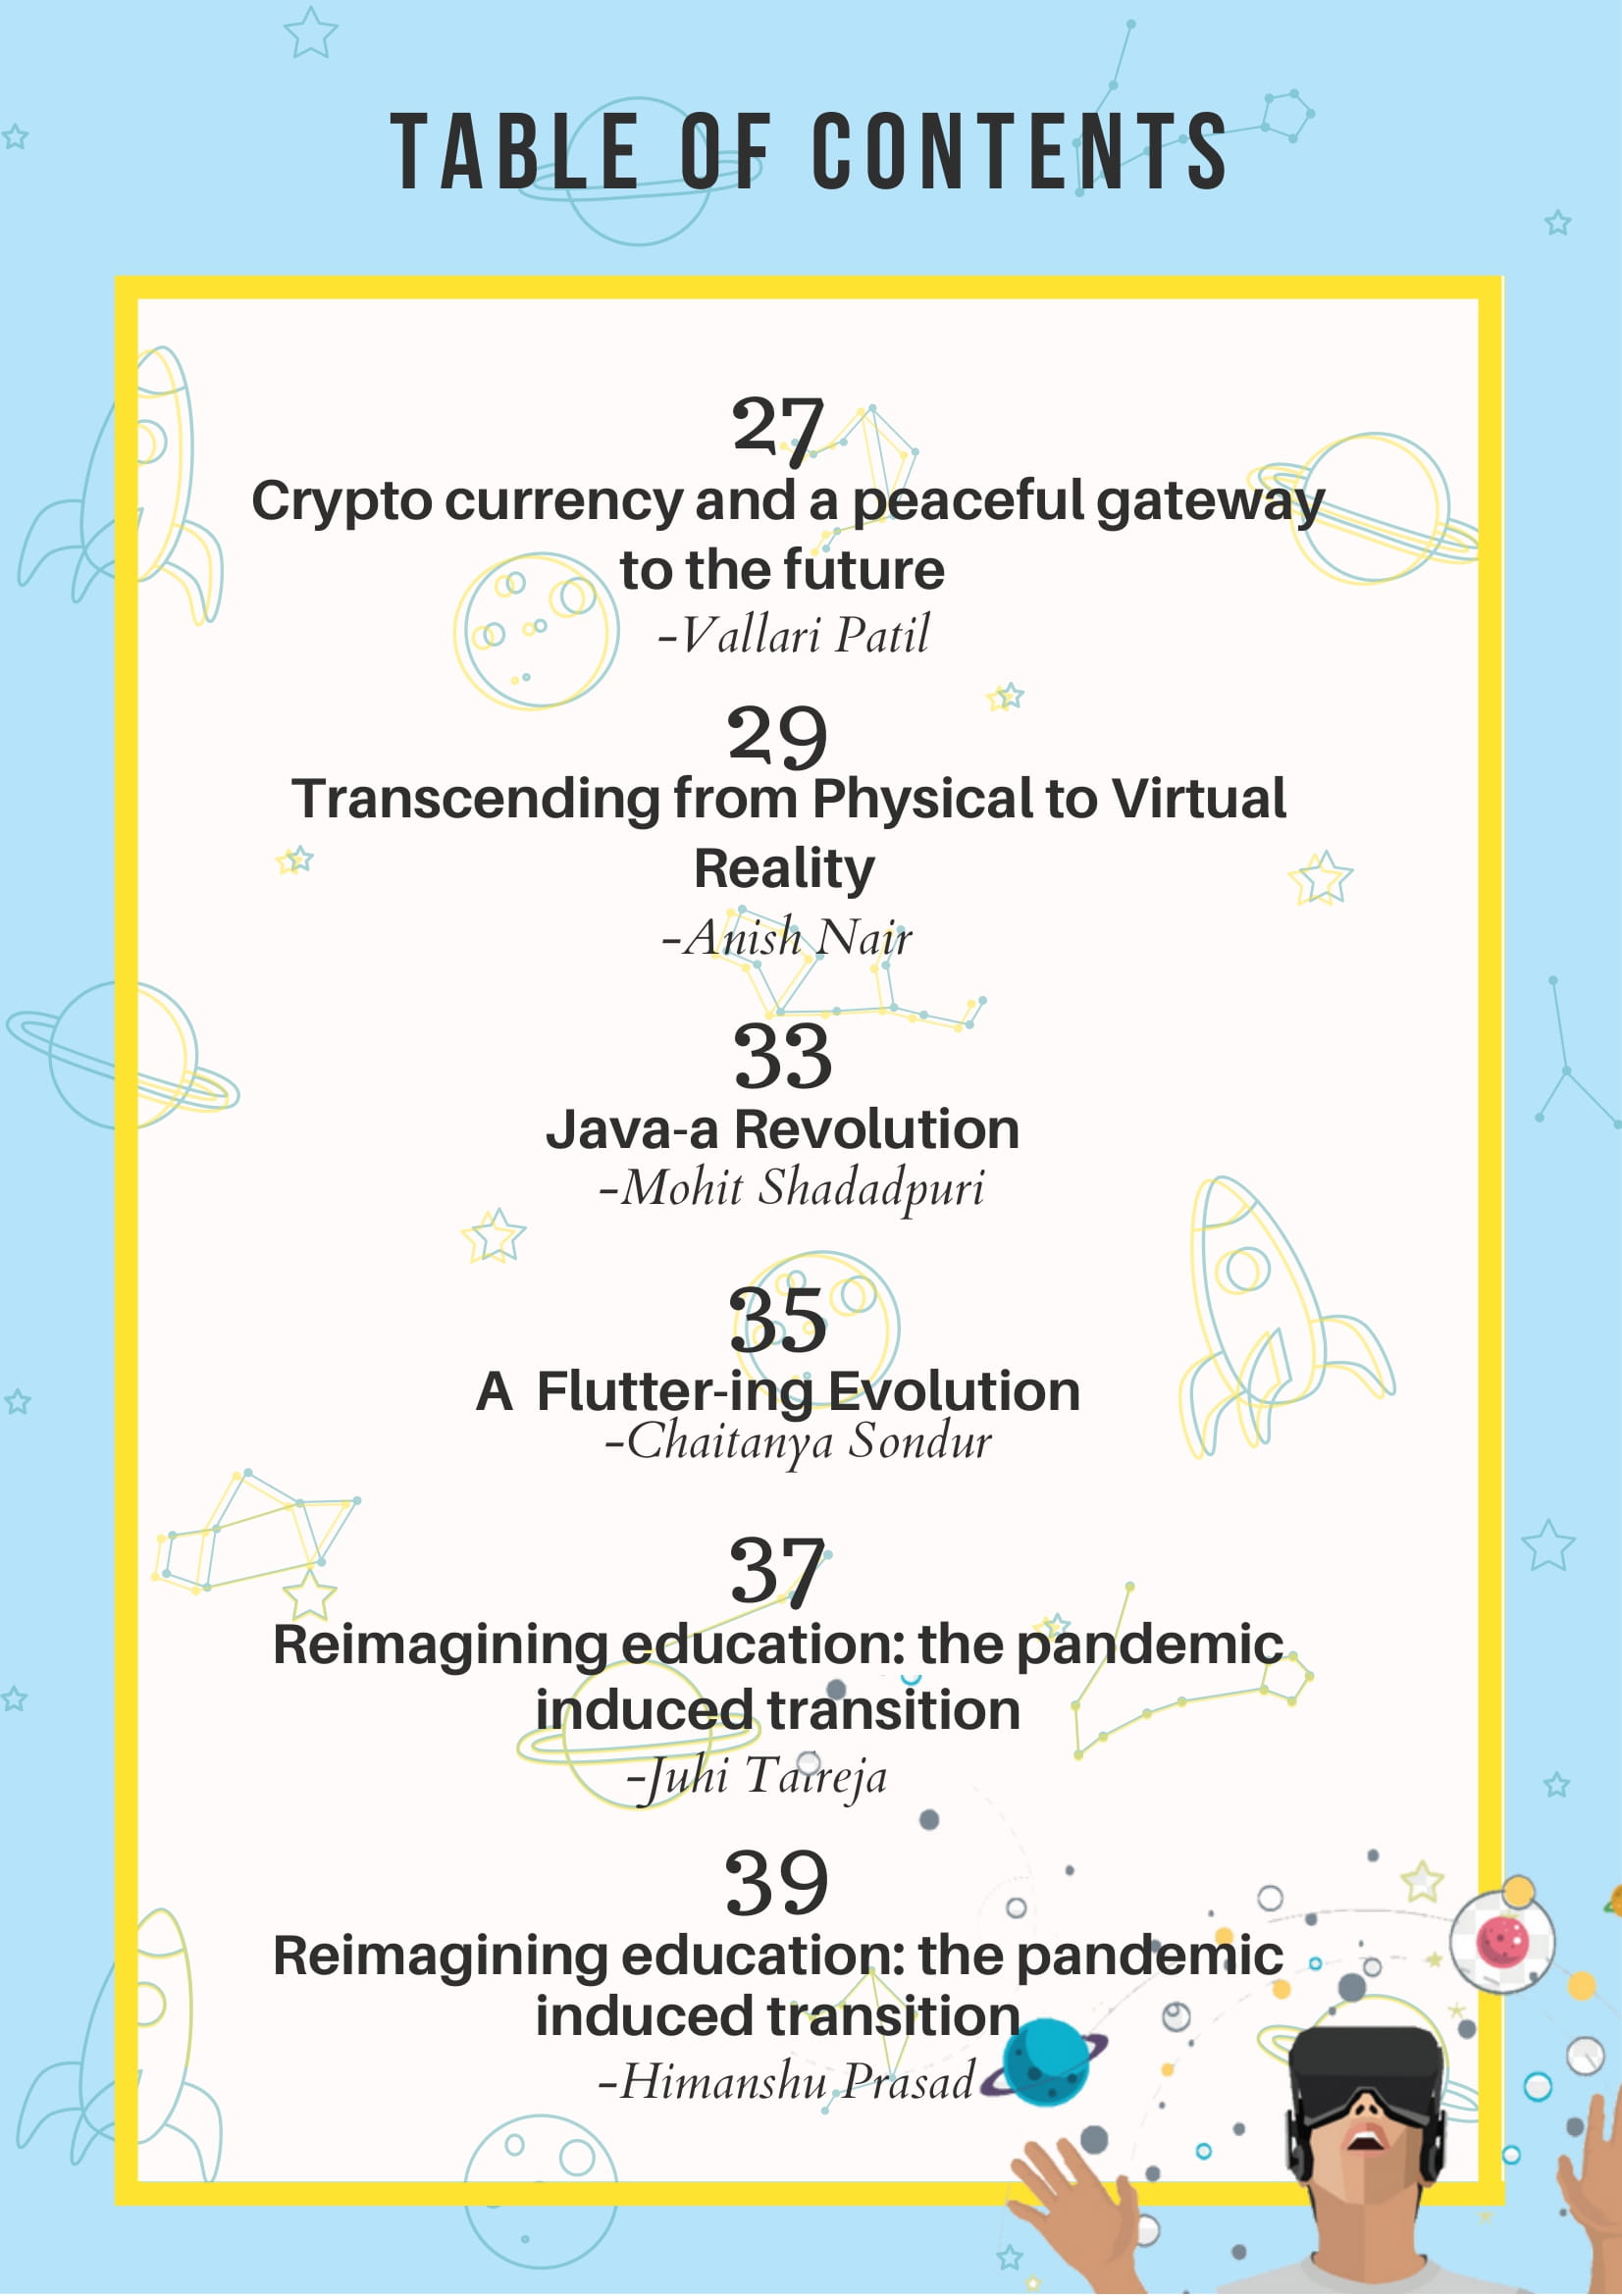 TABLE OF CONTENTS
27
Crypto currency and a peaceful gateway
to the future
-Vallari Patil
29
Transcending from Physical to Virtual
Reality
-Anish Nair
33
Java-a Revolution
-Mohit Shadadpuri
35
A Flutter-ing Evolution
-Chaitanya Sondur
37
Reimagining education: the pandemic
induced transition
-Juhi
39
Reimagining education: the pandemic
induced transition
-Himanshu Prasad